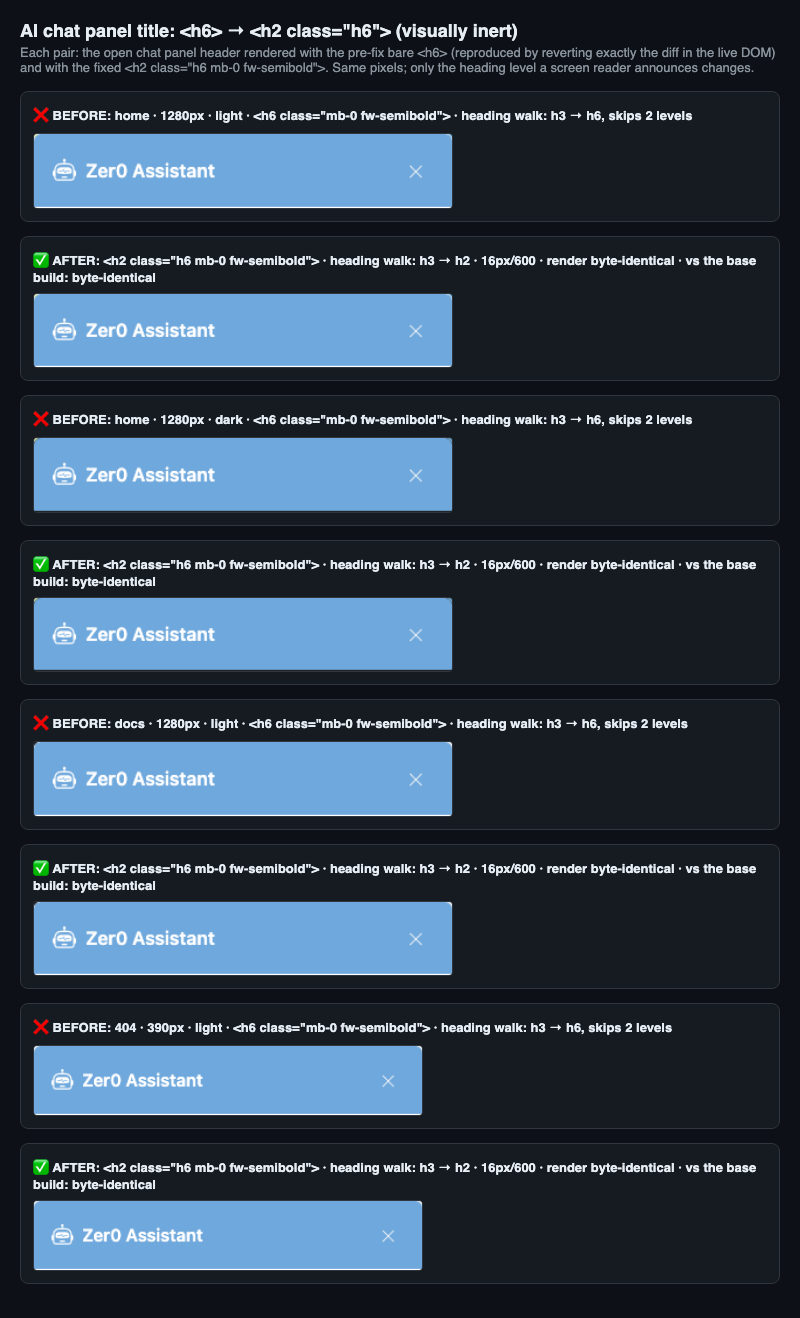 AI chat panel title: <h6> → <h2 class="h6"> (visually inert)
Each pair: the open chat panel header rendered with the pre-fix bare <h6> (reproduced by reverting exactly the diff in the live DOM)
and with the fixed <h2 class="h6 mb-0 fw-semibold">. Same pixels; only the heading level a screen reader announces changes.
❌ BEFORE: home · 1280px · light · <h6 class="mb-0 fw-semibold"> · heading walk: h3 → h6, skips 2 levels
Zer0 Assistant
✅ AFTER: <h2 class="h6 mb-0 fw-semibold"> · heading walk: h3 → h2 · 16px/600 · render byte-identical · vs the base
build: byte-identical
Zer0 Assistant
❌ BEFORE: home · 1280px · dark · <h6 class="mb-0 fw-semibold"> · heading walk: h3 → h6, skips 2 levels
Zer0 Assistant
✅ AFTER: <h2 class="h6 mb-0 fw-semibold"> · heading walk: h3 → h2 · 16px/600 · render byte-identical · vs the base
build: byte-identical
Zer0 Assistant
❌ BEFORE: docs · 1280px · light · <h6 class="mb-0 fw-semibold"> · heading walk: h3 → h6, skips 2 levels
Zer0 Assistant
✅ AFTER: <h2 class="h6 mb-0 fw-semibold"> · heading walk: h3 → h2 · 16px/600 · render byte-identical · vs the base
build: byte-identical
Zer0 Assistant
❌ BEFORE: 404 · 390px · light · <h6 class="mb-0 fw-semibold"> · heading walk: h3 → h6, skips 2 levels
Zer0 Assistant
✅ AFTER: <h2 class="h6 mb-0 fw-semibold"> · heading walk: h3 → h2 · 16px/600 · render byte-identical · vs the base
build: byte-identical
Zer0 Assistant